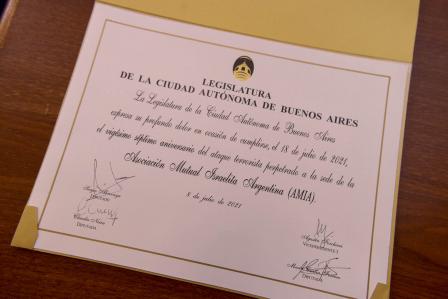 LEGISLATURA
DE LA CIUDAD AUTÓNOMA DE BUENOS AIRES
La Legislatura de la Ciudad Autónoma de Buenos Aires
expresa su profundo dolor en ocasión de cumplirse, el 18 de julio de 2021,
el vigésimo séptimo aniversario del ataque terrorista perpetrado a la sede de la
Asociación Mutual Israelita Argentina (AMIA).
8 de julio de 2021
DIPUTADO
Claudio
DIPUTADA
VICEPRESIDENTE I